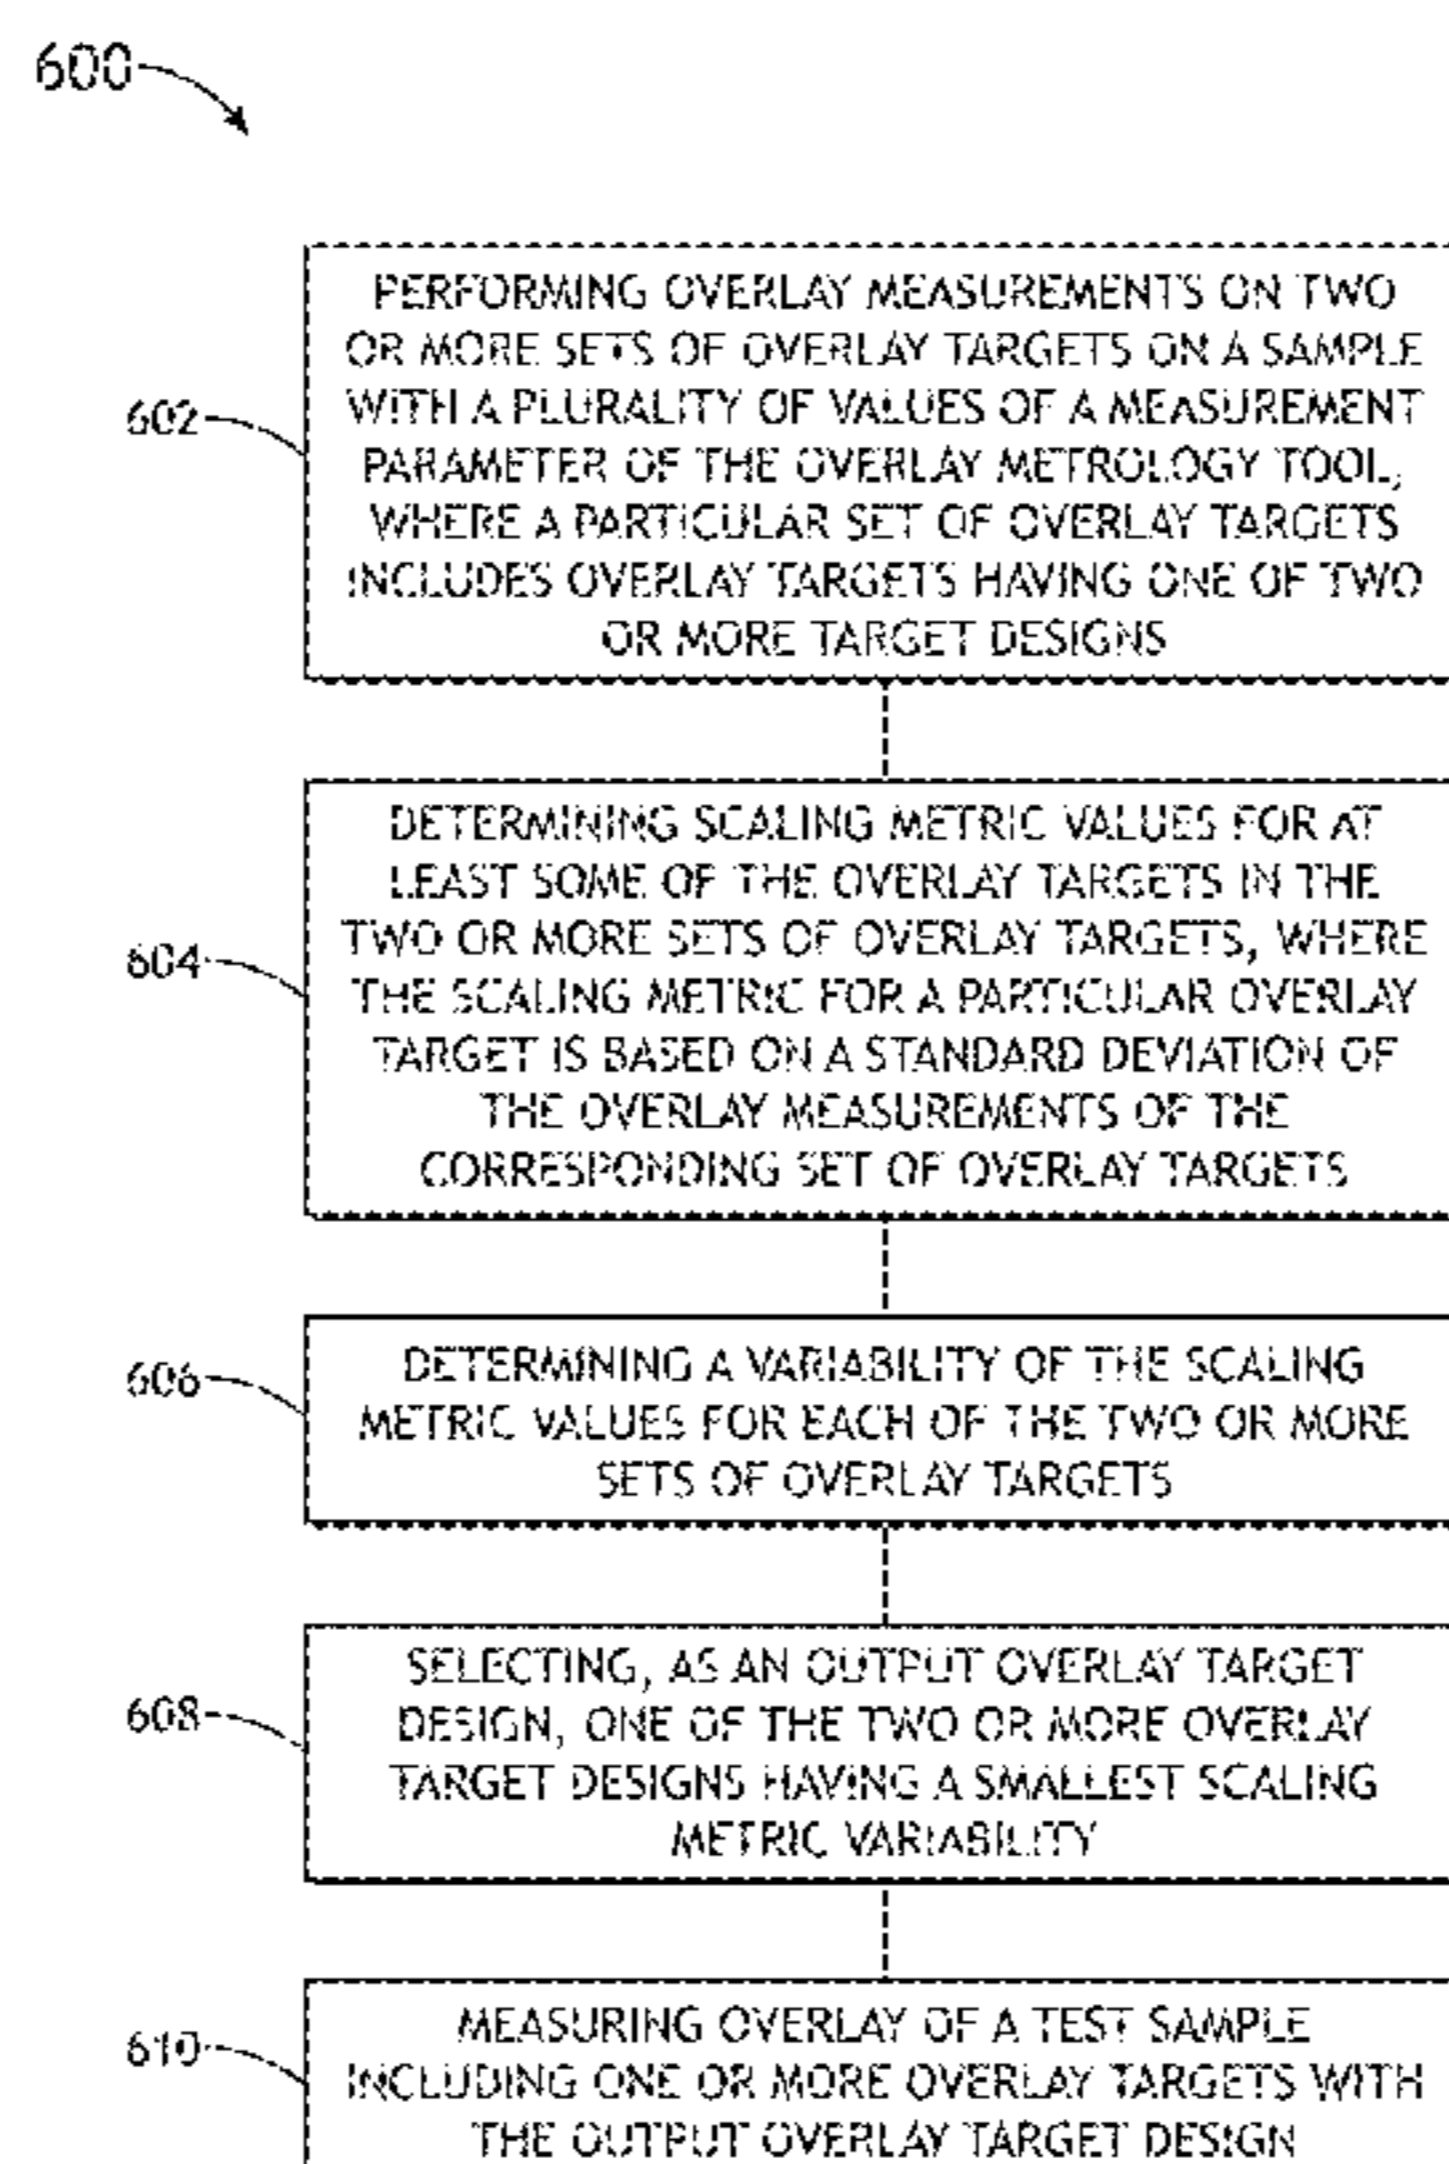 600
PERFORMING OVERLAY MEASUREMENTS ON TWO
OR MORE SETS OF OVERLAY TARGETS ON A SAMPLE
WITH A PLURALITY OF VALUES OF A MEASUREMENT
602
PARAMETER OF THE OVERLAY METROLOGY TOOL,
WHERE A PARTICULAR SET OF OVERLAY TARGETS
INCLUDES OVERLAY TARGETS HAVING ONE OF TWO
OR MORE TARGET DESIGNS
DETERMINING SCALING METRIC VALUES FOR AT
LEAST SOME OF THE OVERLAY TARGETS IN THE
TWO OR MORE SETS OF OVERLAY TARGETS, WHERE
604
THE SCALING METRIC FOR A PARTICULAR OVERLAY
TARGET IS BASED ON A STANDARD DEVIATION OF
THE OVERLAY MEASUREMENTS OF THE
CORRESPONDING SET OF OVERLAY TARGETS
606
DETERMINING A VARIABILITY OF THE SCALING
METRIC VALUES FOR EACH OF THE TWO OR MORE
SETS OF OVERLAY TARGETS
SELECTING, AS AN OUTPUT OVERLAY TARGET
608
DESIGN, ONE OF THE TWO OR MORE OVERLAY
TARGET DESIGNS HAVING A SMALLEST SCALING
METRIC VARIABILITY
MEASURING OVERLAY OF A TEST SAMPLE
610
INCLUDING ONE OR MORE OVERLAY TARGETS WITH
THE OUTPUT OVERLAY TARGET DESIGN